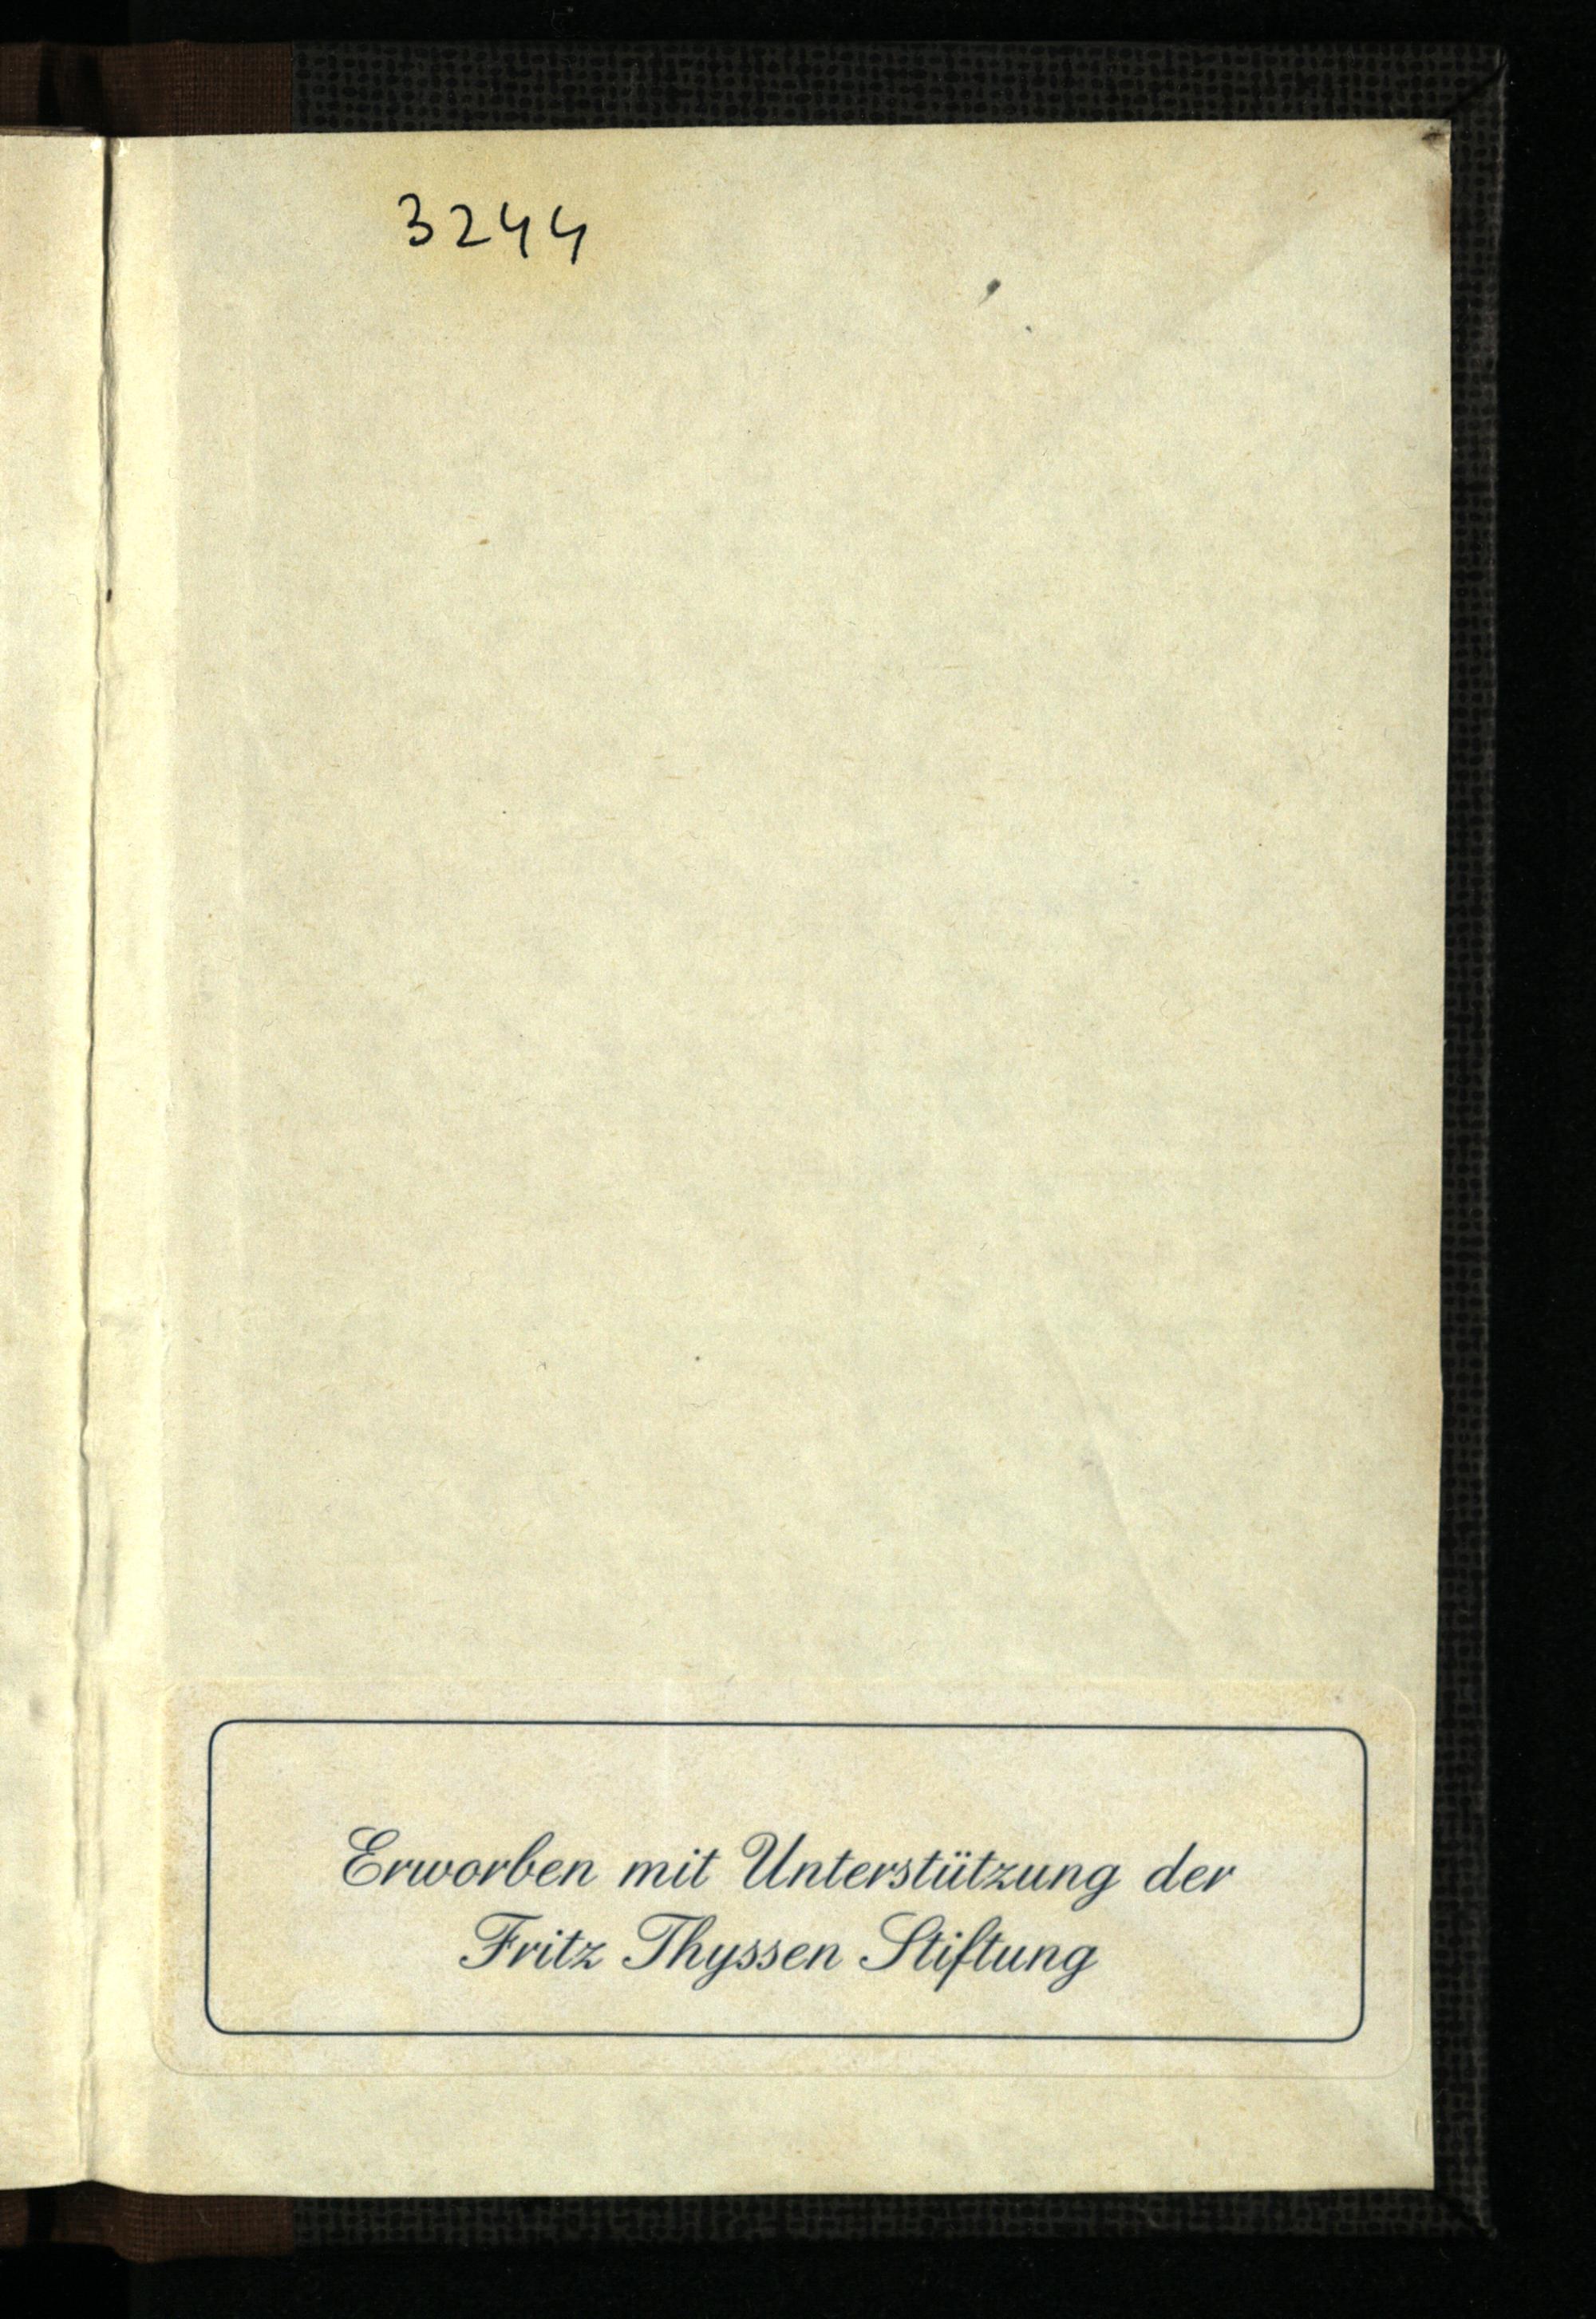 3244
Erworben mit Unterstützung der
Fritz Thyssen Stiftung